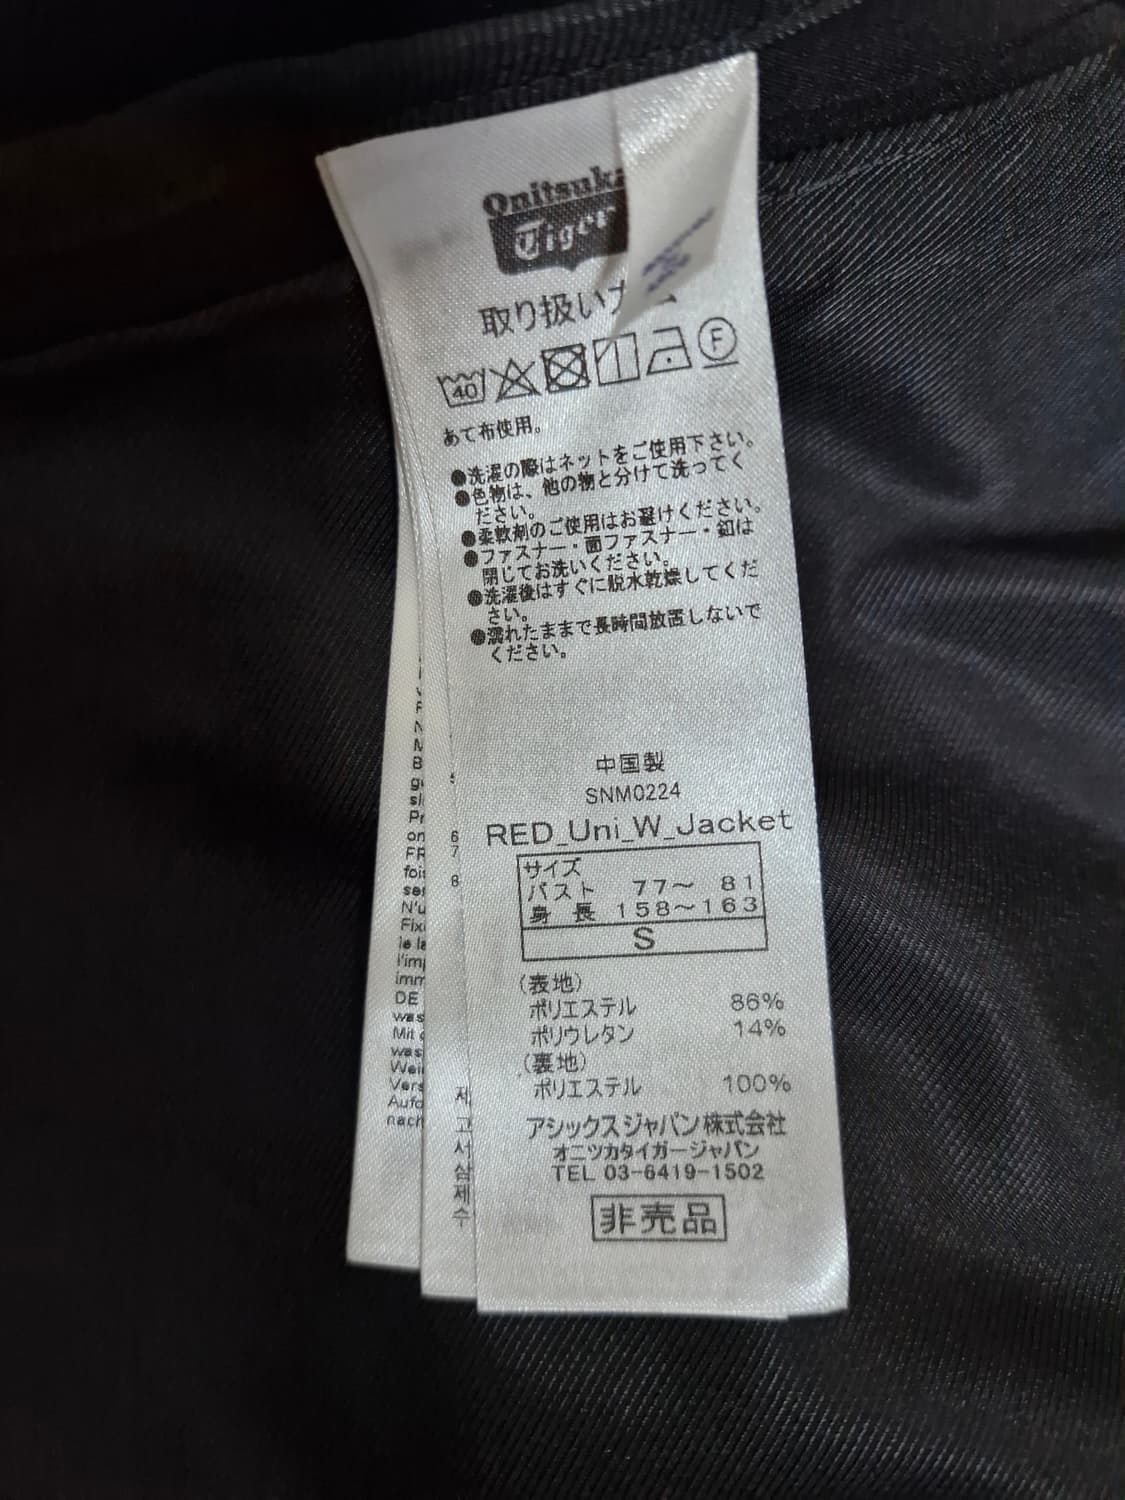 Onitsuka
Tiger
取り扱い
40
F
あて布使用。
●洗濯の際はネットをご使用下さい。
●色物は、他の物と分けて洗ってく
ださい。
●柔軟剤のご使用はお避けください。
●ファスナー・面ファスナー・釦は
閉じてお洗いください。
●洗濯後はすぐに脱水乾燥してくだ
さい。
●濡れたままで長時間放置しないで
ください。
中国製
SNM0224
RED_Uni_W_Jacket
サイズ
バスト 77～ 81
身 長 158～163
S
(表地)
ポリエステル 86%
ポリウレタン 14%
(裏地)
ポリエステル 100%
アシックスジャパン株式会社
オニツカタイガージャパン
TEL 03-6419-1502
非売品